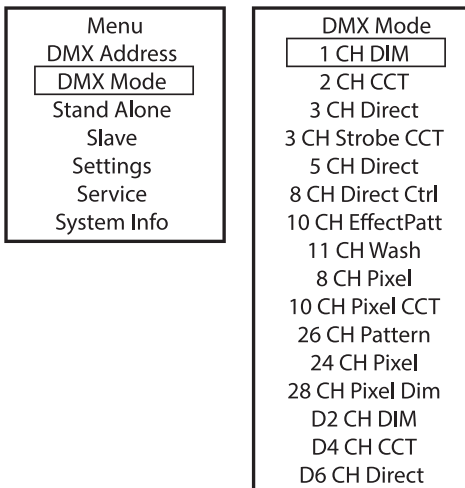 Menu
DMX Address
DMX Mode
Stand Alone
Slave
Settings
Service
System Info
DMX Mode
1 CH DIM
2 CH CCT
3 CH Direct
3 CH Strobe CCT
5 CH Direct
8 CH Direct Ctrl
10 CH EffectPatt
11 CH Wash
8 CH Pixel
10 CH Pixel CCT
26 CH Pattern
24 CH Pixel
28 CH Pixel Dim
D2 CH DIM
D4 CH CCT
D6 CH Direct